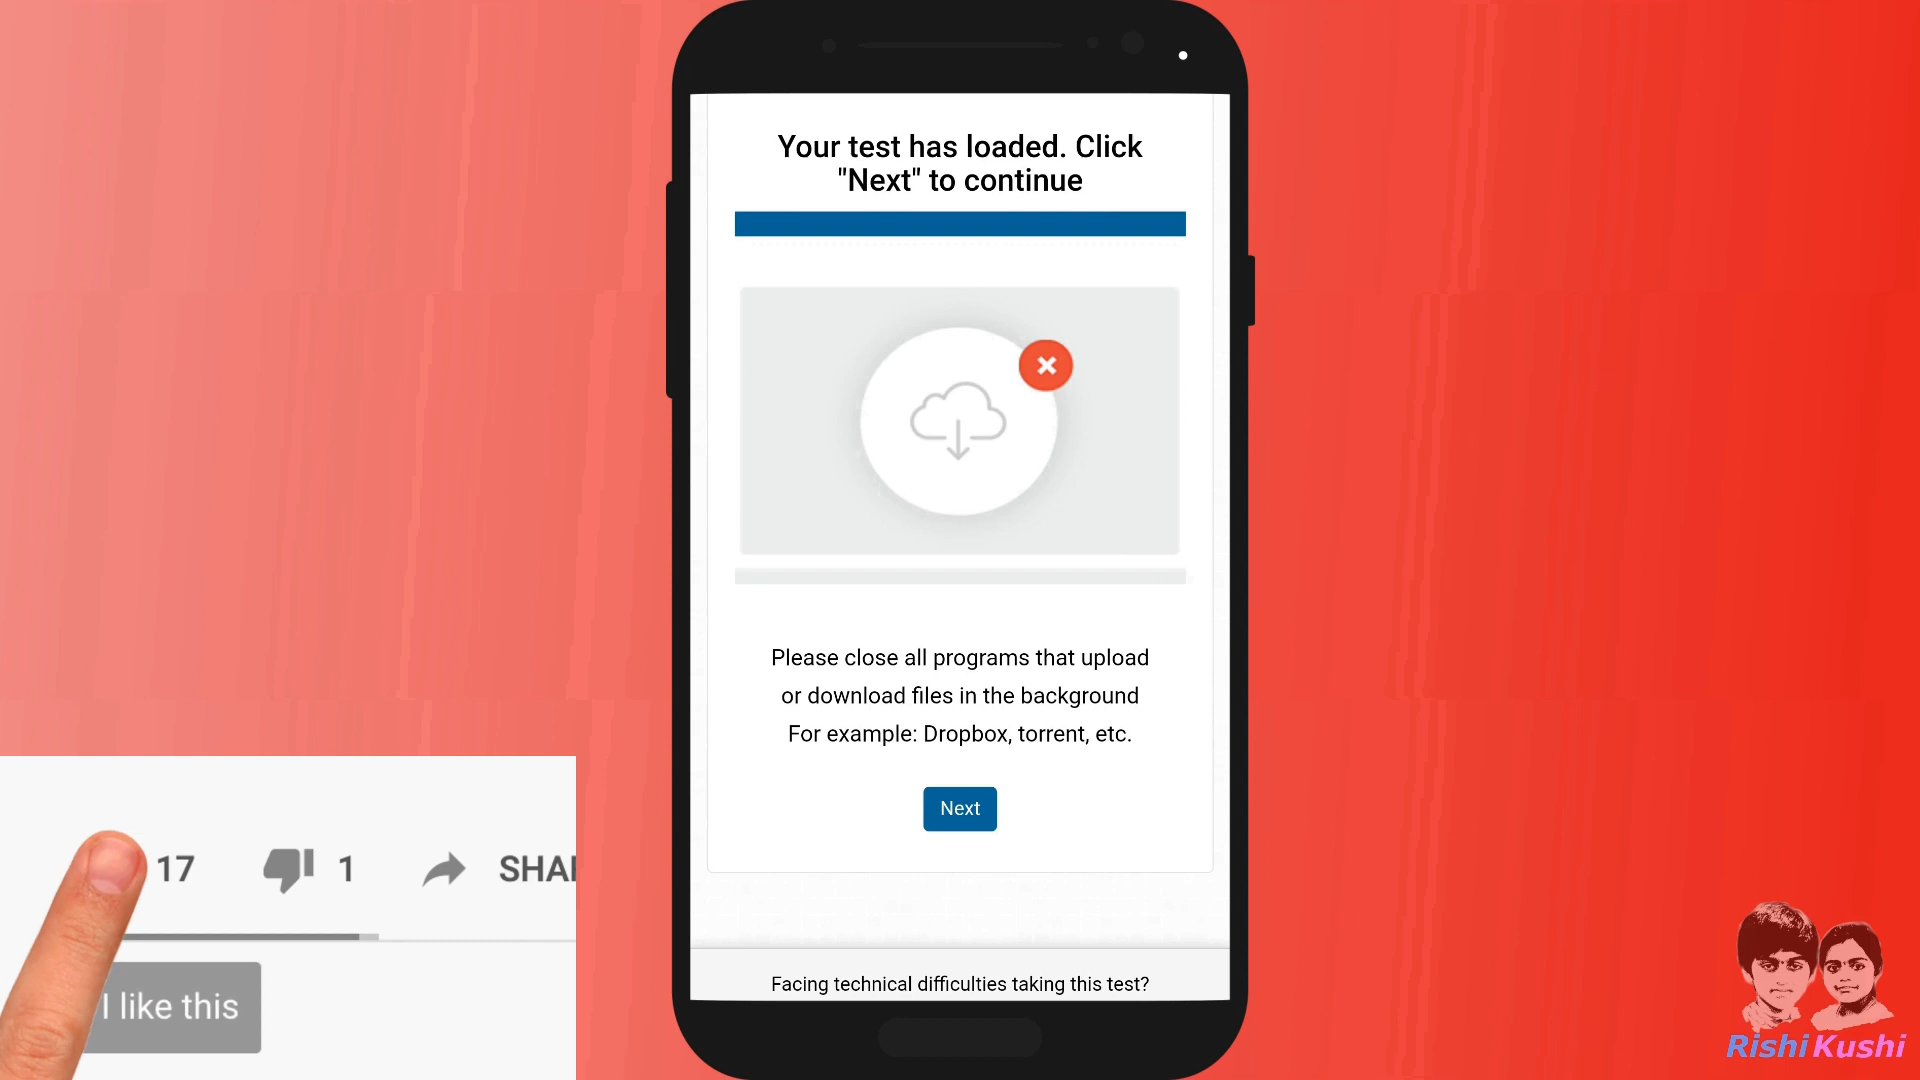 Your test has loaded. Click
"Next" to continue
Please close all programs that upload
or download files in the background
For example: Dropbox, torrent, etc.
Next
Facing technical difficulties taking this test?
17
1
SHA
I like this
Rishi Kushi